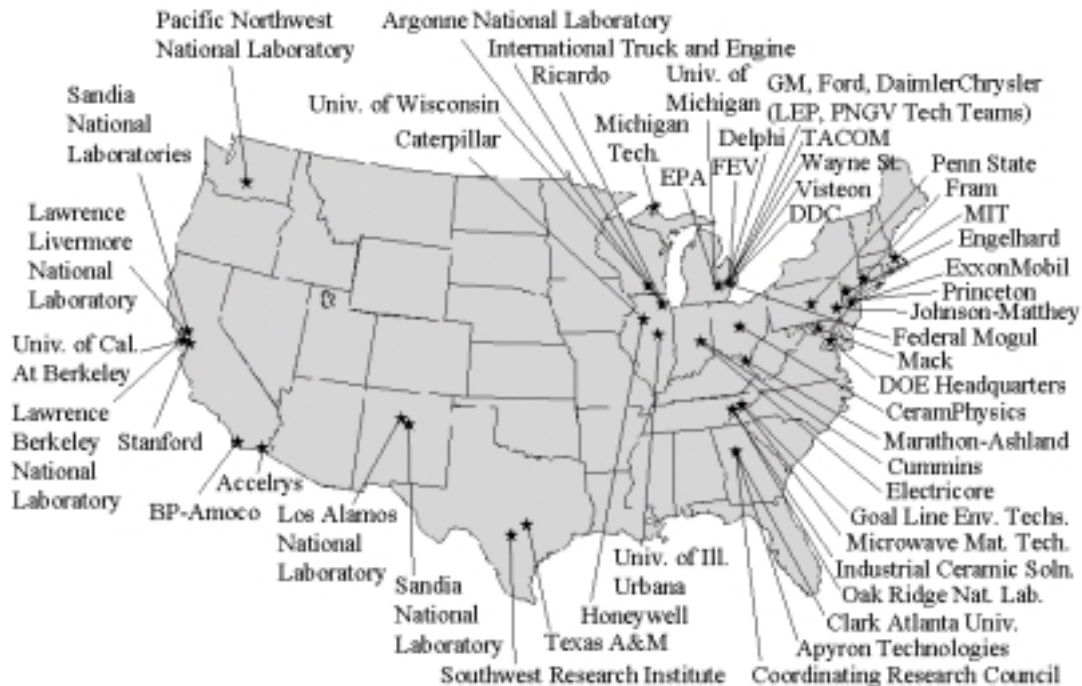 Pacific Northwest
National Laboratory
Argonne National Laboratory
International Truck and Engine
Ricardo
Univ. of
Michigan
GM, Ford, DaimlerChrysler
(LEP, PNGV Tech Teams)
Sandia
National
Laboratories
Univ. of Wisconsin
Caterpillar
Michigan
Tech.
EPA
Delphi
FEV
TACOM
Wayne St.
Visteon
DDC
Penn State
Fram
MIT
Engelhard
ExxonMobil
Princeton
Johnson-Matthey
Federal Mogul
Mack
DOE Headquarters
CeramPhysics
Marathon-Ashland
Cummins
Electricore
Goal Line Env. Techs.
Microwave Mat. Tech.
Industrial Ceramic Soln.
Oak Ridge Nat. Lab.
Clark Atlanta Univ.
Apyron Technologies
Coordinating Research Council
Lawrence
Livermore
National
Laboratory
Univ. of Cal.
At Berkeley
Lawrence
Berkeley
National
Laboratory
Stanford
Accelrys
BP-Amoco
Los Alamos
National
Laboratory
Sandia
National
Laboratory
Univ. of Ill.
Urbana
Honeywell
Texas A&M
Southwest Research Institute